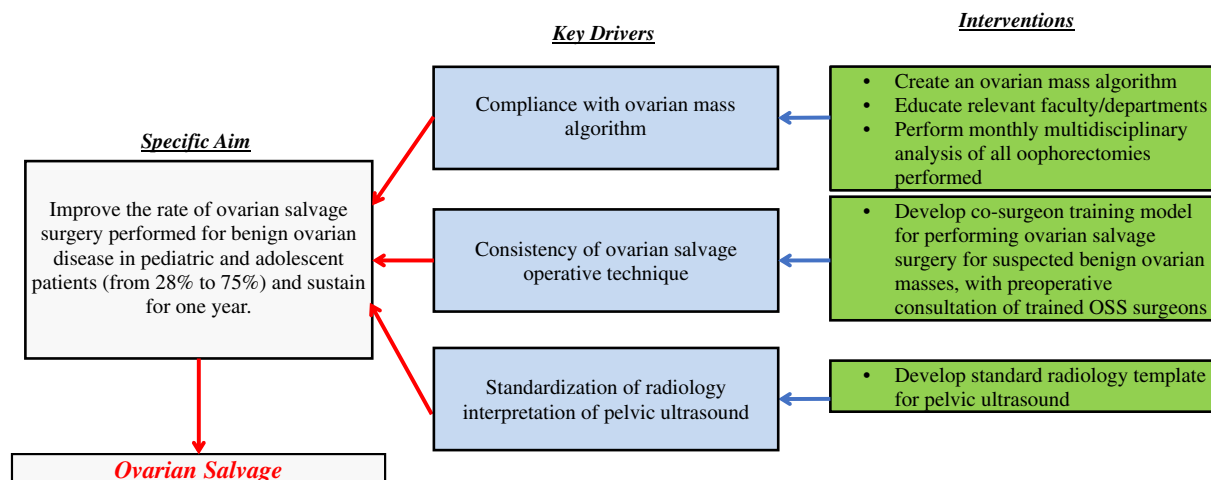 Specific Aim
Improve the rate of ovarian salvage
surgery performed for benign ovarian
disease in pediatric and adolescent
patients (from 28% to 75%) and sustain
for one year.
Ovarian Salvage
Key Drivers
Compliance with ovarian mass
algorithm
Consistency of ovarian salvage
operative technique
Standardization of radiology
interpretation of pelvic ultrasound
Interventions
• Create an ovarian mass algorithm
• Educate relevant faculty/departments
• Perform monthly multidisciplinary
analysis of all oophorectomies
performed
• Develop co-surgeon training model
for performing ovarian salvage
surgery for suspected benign ovarian
masses, with preoperative
consultation of trained OSS surgeons
• Develop standard radiology template
for pelvic ultrasound